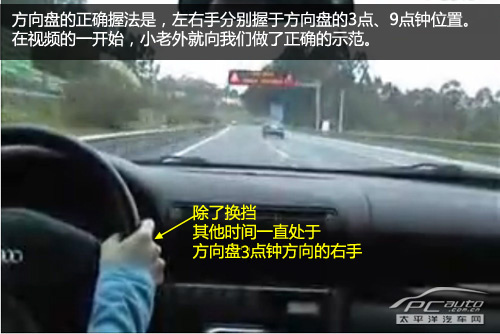 方向盘的正确握法是，左右手分别握于方向盘的3点、9点钟位置。
在视频的一开始，小老外就向我们做了正确的示范。
除了换挡
其他时间一直处于
方向盘3点钟方向的右手
PCauto
.com.cn
太平洋汽车网